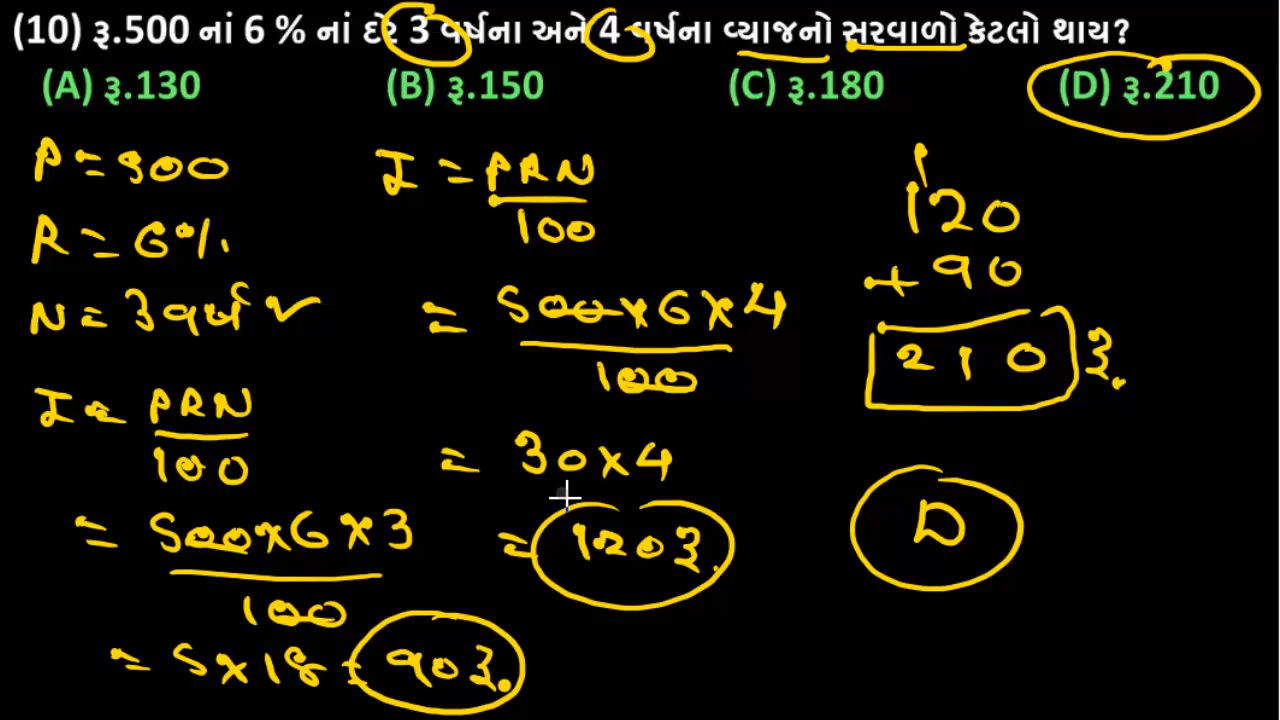 (10) રૂ.500 નાં 6 % નાં દરે 3 વર્ષના અને 4 વર્ષના વ્યાજનો સરવાળો કેટલો થાય?
(A) રૂ.130 (B) રૂ.150 (C) રૂ.180 (D) રૂ.210
P = 500
R = 6%
N = 3 વર્ષ ✓
I = PRN
100
= 500 × 6 × 3
100
= 5 × 18 = 90 રૂ.
I = PRN
100
= 500 × 6 × 4
100
= 30 × 4
= 120 રૂ.
1
120
+ 90
210 રૂ.
D